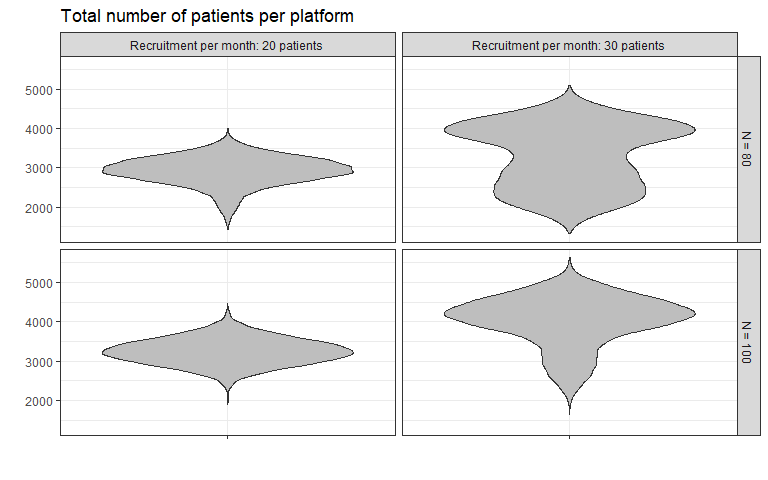 Total number of patients per platform
Recruitment per month: 20 patients
Recruitment per month: 30 patients
5000
4000
3000
2000
N = 80
5000
4000
3000
2000
N = 100